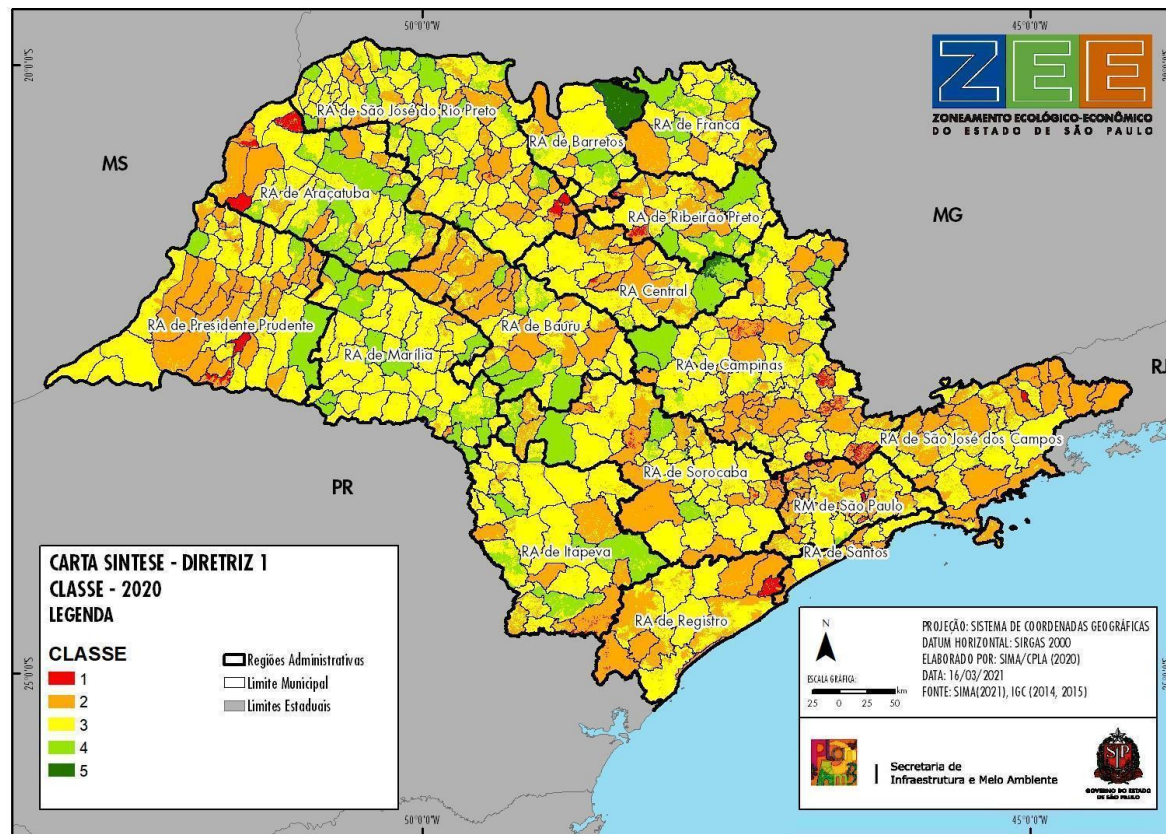 50°0'0"W
45°0'0"W
20°0'0"S
ZEE
ZONEAMENTO ECOLÓGICO-ECONÔMICO
DO ESTADO DE SÃO PAULO
RA de São José do Rio Preto
RA de Barretos
RA de Franca
MS
RA de Araçatuba
RA de Ribeirão Preto
MG
RA Central
RA de Presidente Prudente
RA de Bauru
RA de Marília
RA de Campinas
RJ
RA de São José dos Campos
RA de Sorocaba
PR
RM de São Paulo
RA de Itapeva
RA de Santos
RA de Registro
CARTA SINTESE - DIRETRIZ 1
CLASSE - 2020
LEGENDA
CLASSE
1
2
3
4
5
Regiões Administrativas
Limite Municipal
Limites Estaduais
N
ESCALA GRÁFICA:
25 0 25 50 km
PROJEÇÃO: SISTEMA DE COORDENADAS GEOGRÁFICAS
DATUM HORIZONTAL: SIRGAS 2000
ELABORADO POR: SIMA/CPLA (2020)
DATA: 16/03/2021
FONTE: SIMA(2021), IGC (2014, 2015)
Secretaria de
Infraestrutura e Meio Ambiente
GOVERNO DO ESTADO
DE SÃO PAULO
25°0'0"S
50°0'0"W
45°0'0"W